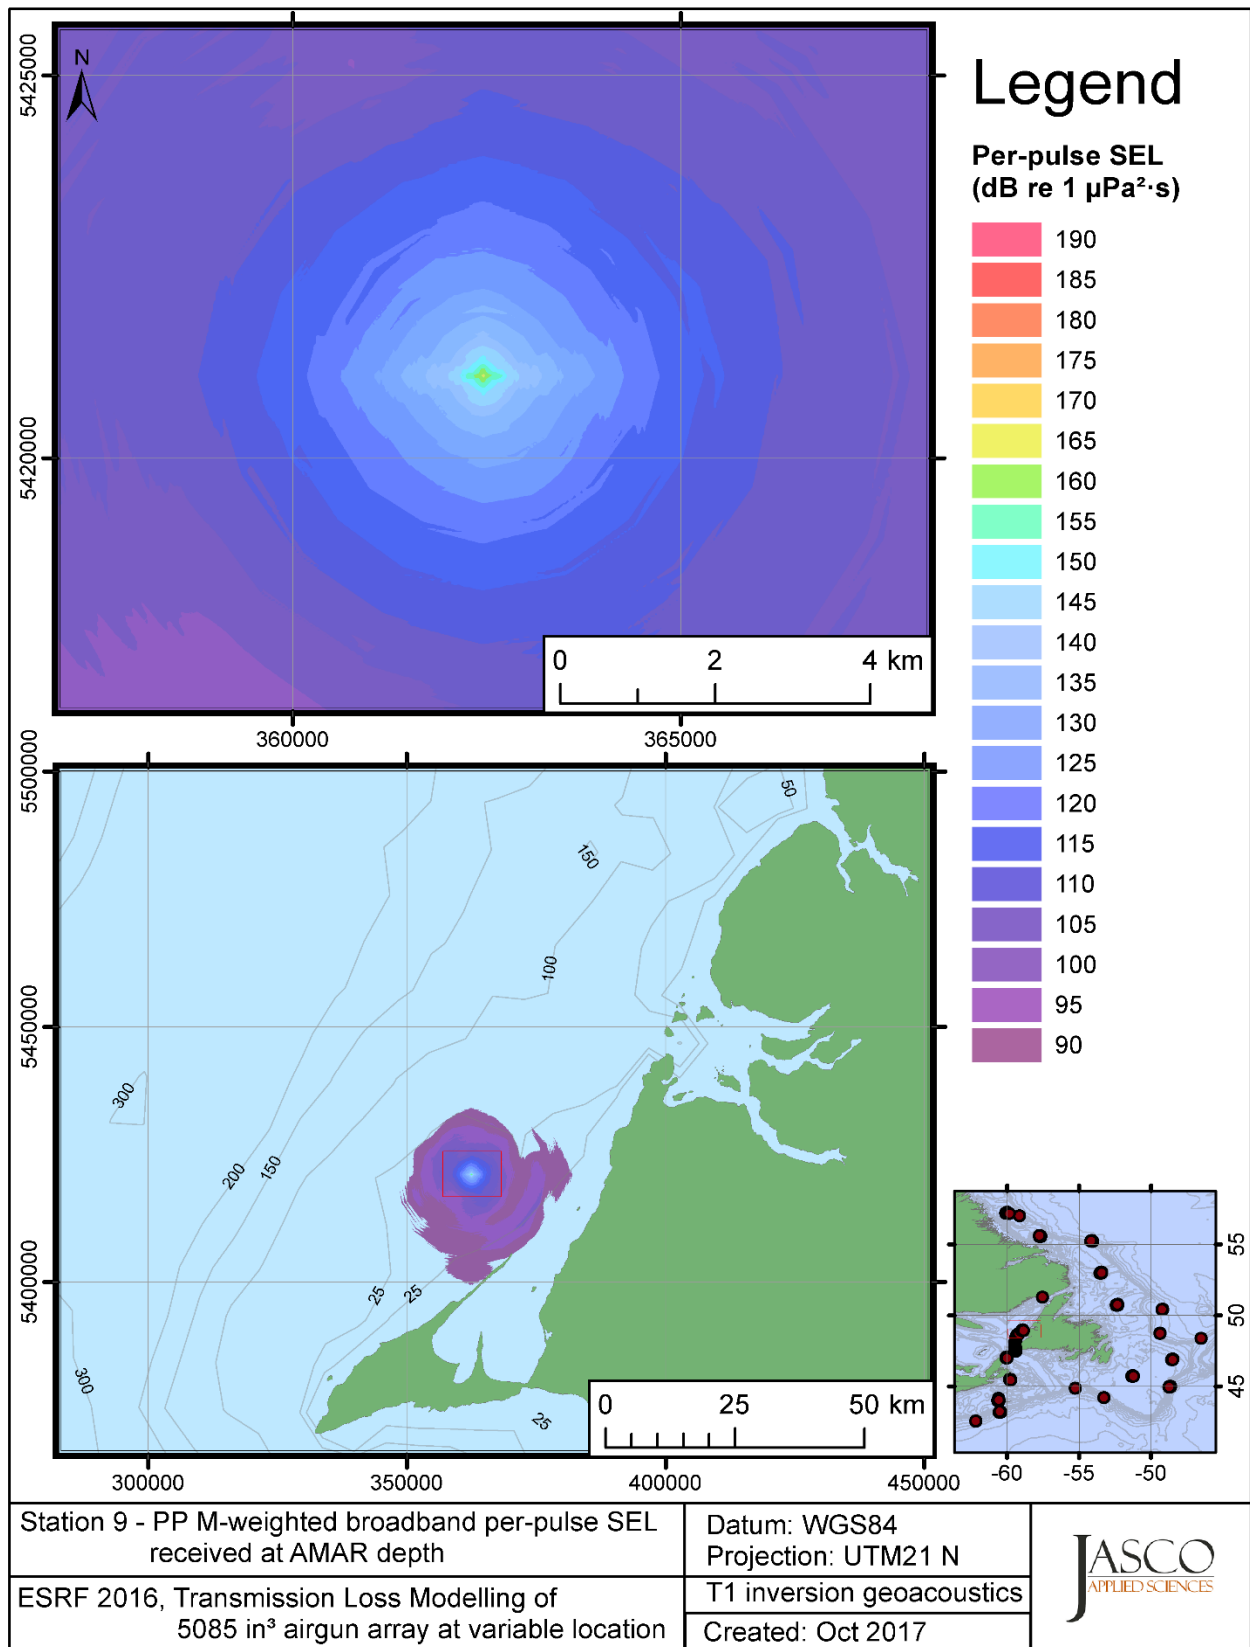 N
5425000
5420000
0 2 4 km
360000 365000
Legend
Per-pulse SEL
(dB re 1 µPa²·s)
190
185
180
175
170
165
160
155
150
145
140
135
130
125
120
115
110
105
100
95
90
5500000
5450000
5400000
50
150
100
300
200
150
25
25
300
25
0 25 50 km
300000 350000 400000 450000
55
50
45
-60 -55 -50
Station 9 - PP M-weighted broadband per-pulse SEL
received at AMAR depth
ESRF 2016, Transmission Loss Modelling of
5085 in³ airgun array at variable location
Datum: WGS84
Projection: UTM21 N
T1 inversion geoacoustics
Created: Oct 2017
JASCO
APPLIED SCIENCES